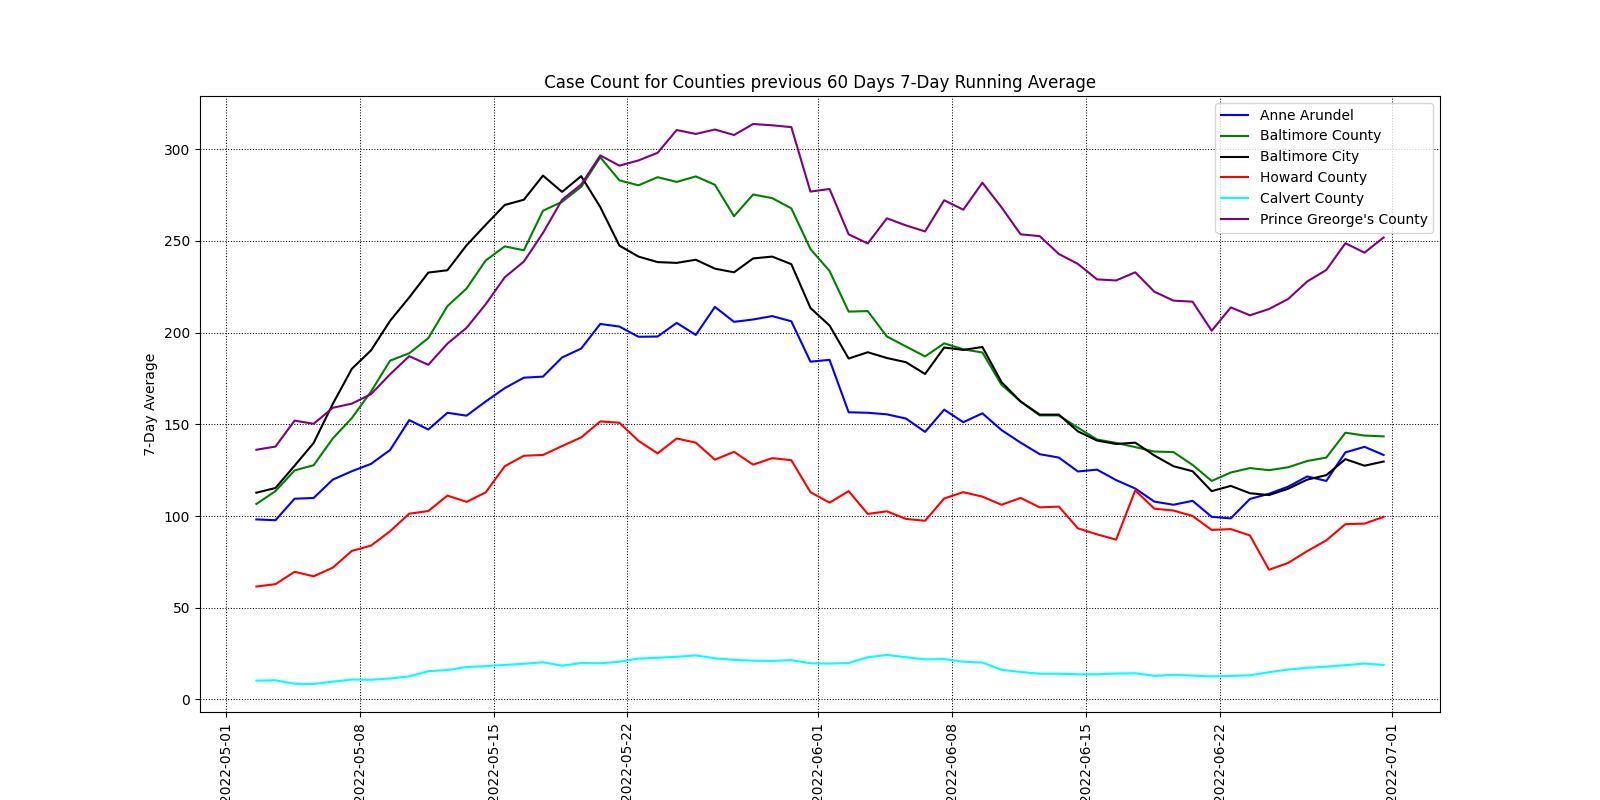 Case Count for Counties previous 60 Days 7-Day Running Average
Anne Arundel
Baltimore County
Baltimore City
Howard County
Calvert County
Prince Greorge's County
7-Day Average
300
250
200
150
100
50
0
2022-05-01
2022-05-08
2022-05-15
2022-05-22
2022-06-01
2022-06-08
2022-06-15
2022-06-22
2022-07-01